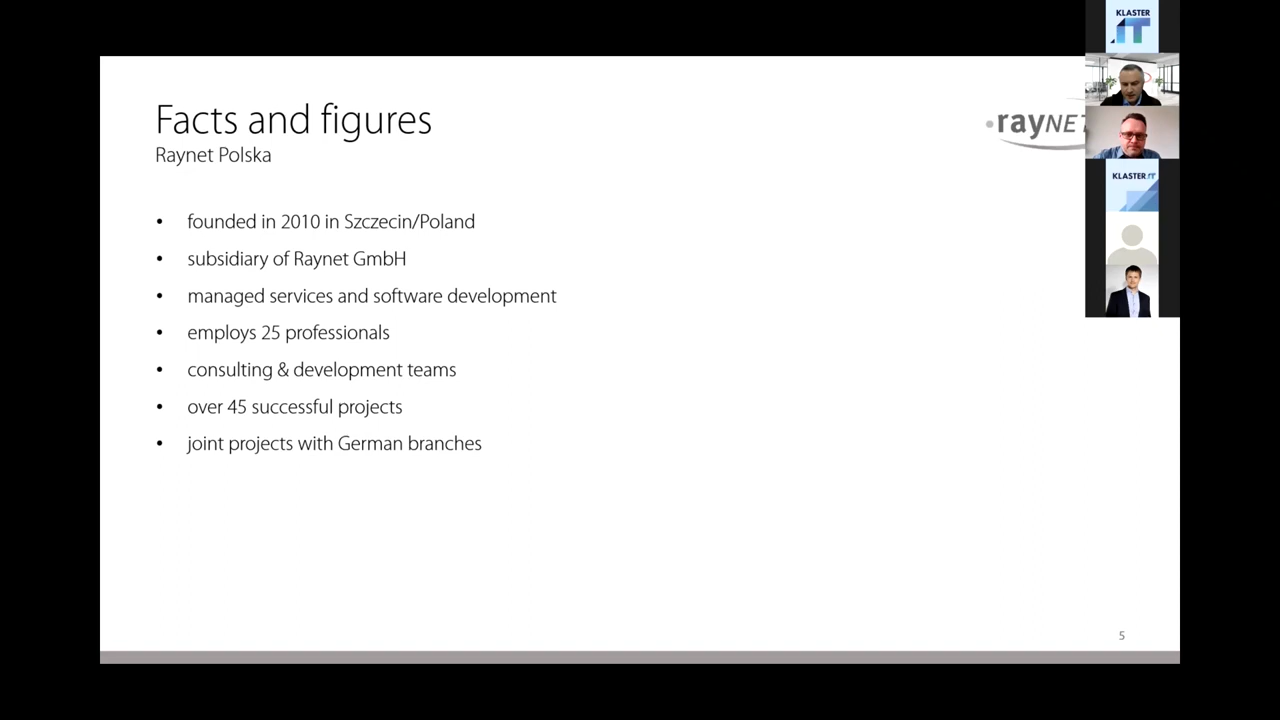 Facts and figures
Raynet Polska
• founded in 2010 in Szczecin/Poland
• subsidiary of Raynet GmbH
• managed services and software development
• employs 25 professionals
• consulting & development teams
• over 45 successful projects
• joint projects with German branches
5
rayNET
KLASTER
IT
KLASTER.IT